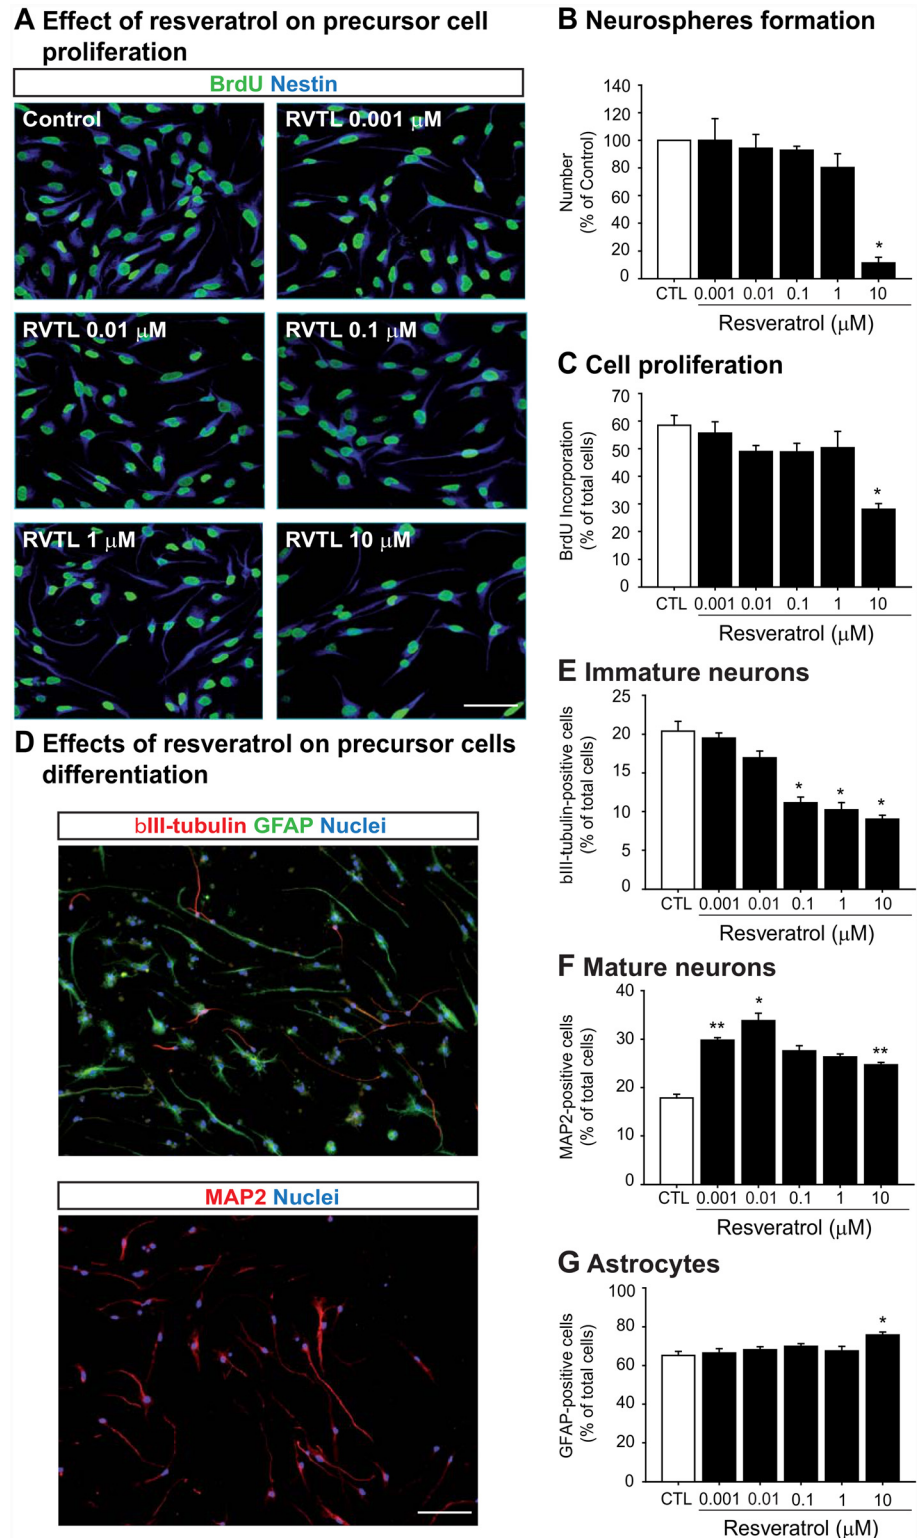 A Effect of resveratrol on precursor cell
proliferation
BrdU Nestin
Control
RVTL 0.001 µM
RVTL 0.01 µM
RVTL 0.1 µM
RVTL 1 µM
RVTL 10 µM
B Neurospheres formation
Number
(% of Control)
140
120
100
80
60
40
20
0
*
CTL 0.001 0.01 0.1 1 10
Resveratrol (µM)
C Cell proliferation
BrdU Incorporation
(% of total cells)
70
60
50
40
30
20
10
0
*
CTL 0.001 0.01 0.1 1 10
Resveratrol (µM)
D Effects of resveratrol on precursor cells
differentiation
bIII-tubulin GFAP Nuclei
MAP2 Nuclei
E Immature neurons
bIII-tubulin-positive cells
(% of total cells)
25
20
15
10
5
0
* * *
CTL 0.001 0.01 0.1 1 10
Resveratrol (µM)
F Mature neurons
MAP2-positive cells
(% of total cells)
40
30
20
10
0
** * **
CTL 0.001 0.01 0.1 1 10
Resveratrol (µM)
G Astrocytes
GFAP-positive cells
(% of total cells)
100
80
60
40
20
0
*
CTL 0.001 0.01 0.1 1 10
Resveratrol (µM)